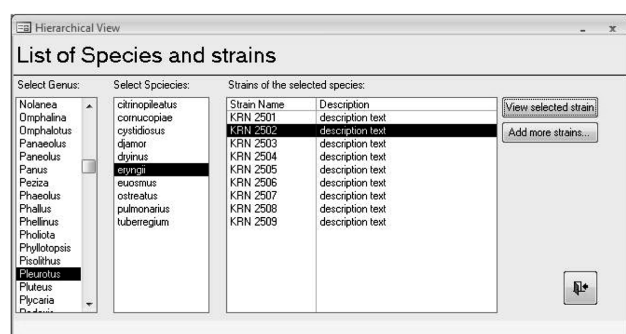 Hierarchical View
List of Species and strains
Select Genus:
Nolanea
Omphalina
Omphalotus
Panaeolus
Paneolus
Panus
Peziza
Phaeolus
Phallus
Phellinus
Pholiota
Phyllotopsis
Pisolithus
Pleurotus
Pluteus
Plycaria
Select Spciecies:
citrinopileatus
cornucopiae
cystidiosus
djamor
dryinus
eryngii
euosmus
ostreatus
pulmonarius
tuberregium
Strains of the selected species:
Strain Name Description
KRN 2501 description text
KRN 2502 description text
KRN 2503 description text
KRN 2504 description text
KRN 2505 description text
KRN 2506 description text
KRN 2507 description text
KRN 2508 description text
KRN 2509 description text
View selected strain
Add more strains...